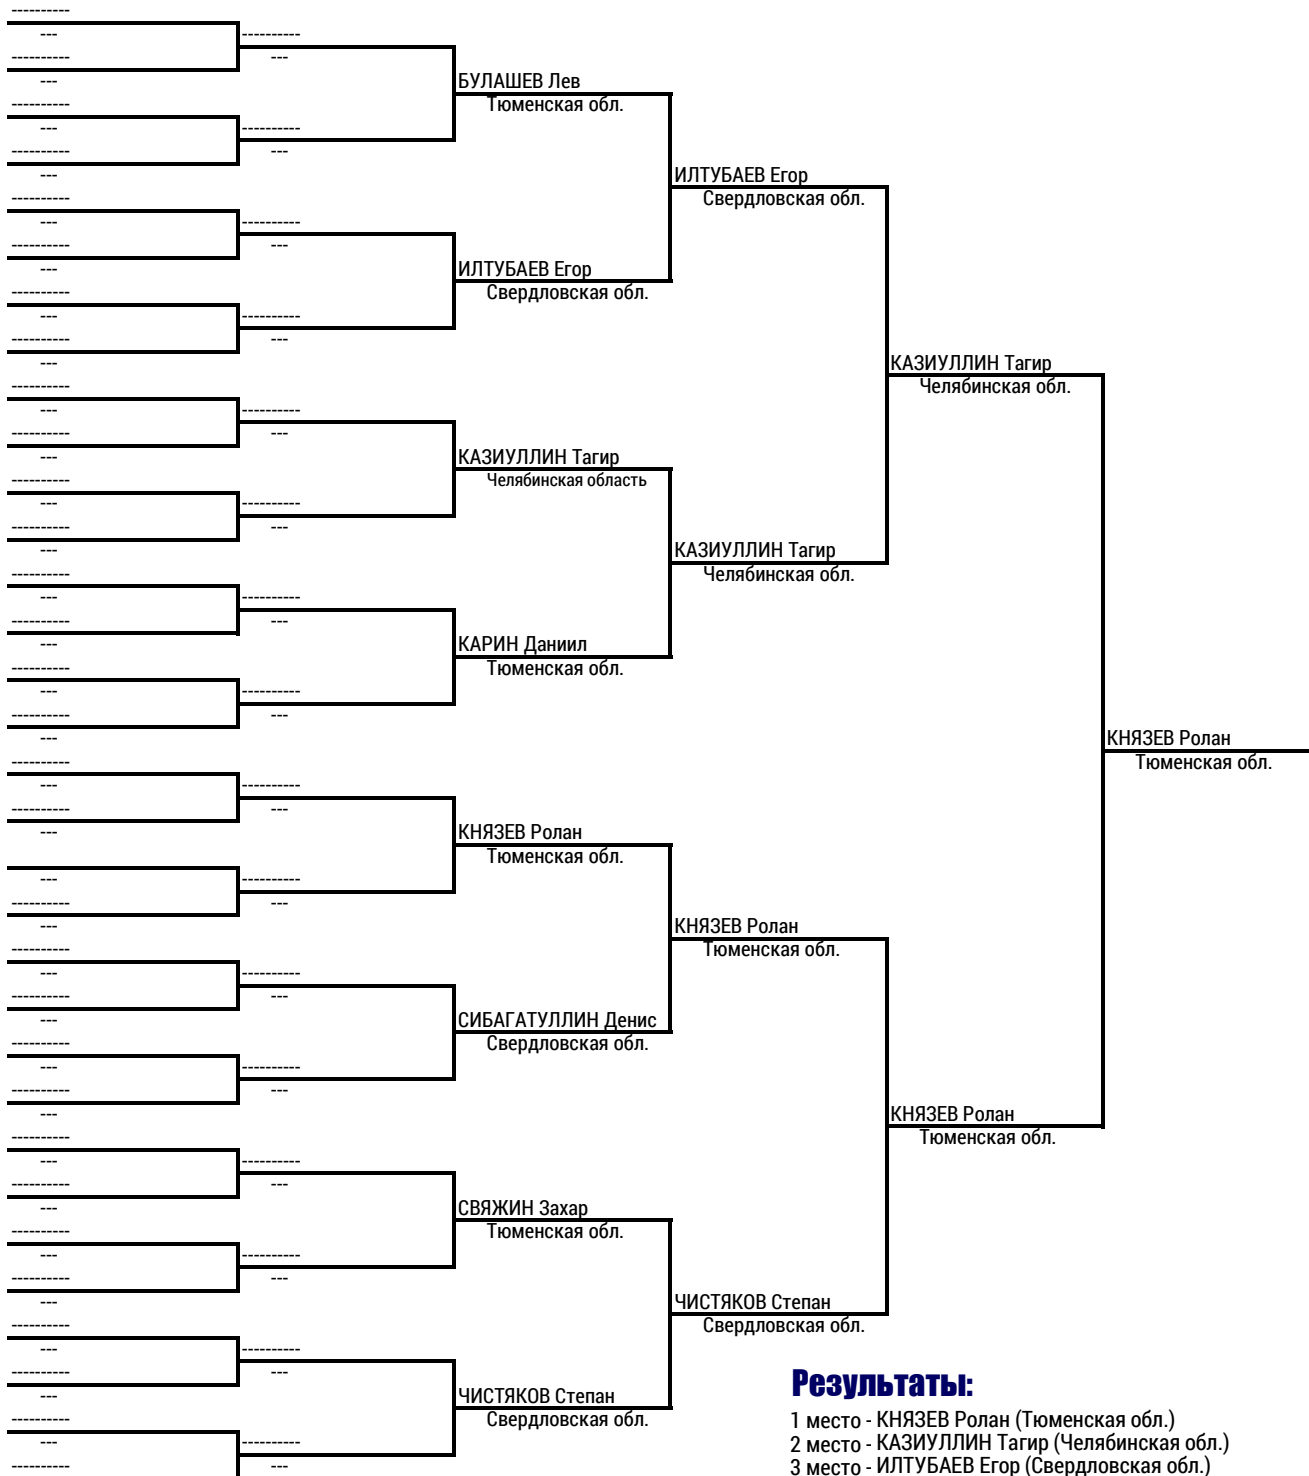 БУЛАШЕВ Лев
Тюменская обл.
ИЛТУБАЕВ Егор
Свердловская обл.
ИЛТУБАЕВ Егор
Свердловская обл.
КАЗИУЛЛИН Тагир
Челябинская обл.
КАЗИУЛЛИН Тагир
Челябинская область
КАЗИУЛЛИН Тагир
Челябинская обл.
КАРИН Даниил
Тюменская обл.
КНЯЗЕВ Ролан
Тюменская обл.
КНЯЗЕВ Ролан
Тюменская обл.
КНЯЗЕВ Ролан
Тюменская обл.
СИБАГАТУЛЛИН Денис
Свердловская обл.
КНЯЗЕВ Ролан
Тюменская обл.
СВЯЖИН Захар
Тюменская обл.
ЧИСТЯКОВ Степан
Свердловская обл.
ЧИСТЯКОВ Степан
Свердловская обл.
Результаты:
1 место - КНЯЗЕВ Ролан (Тюменская обл.)
2 место - КАЗИУЛЛИН Тагир (Челябинская обл.)
3 место - ИЛТУБАЕВ Егор (Свердловская обл.)